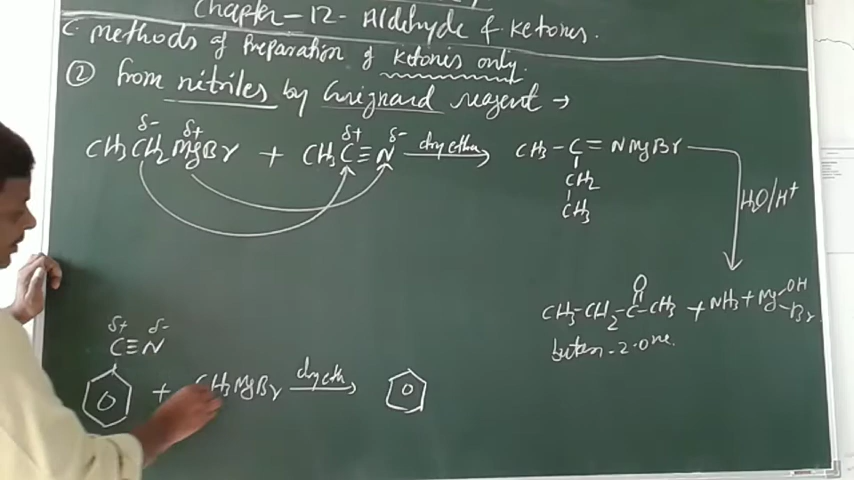 Chapter-12- Aldehyde & Ketones.
C. methods of Preparation of Ketones only.
② from nitriles by Grignard reagent →
δ- δ+ δ+ δ-
CH3CH2MgBr + CH3C≡N dry ether CH3-C=NMgBr
CH2
CH3
H2O/H+
O OH
CH3-CH2-C-CH3 + NH3 + Mg Br
butan-2-one.
δ+ δ-
C≡N
+ CH3MgBr dry eth